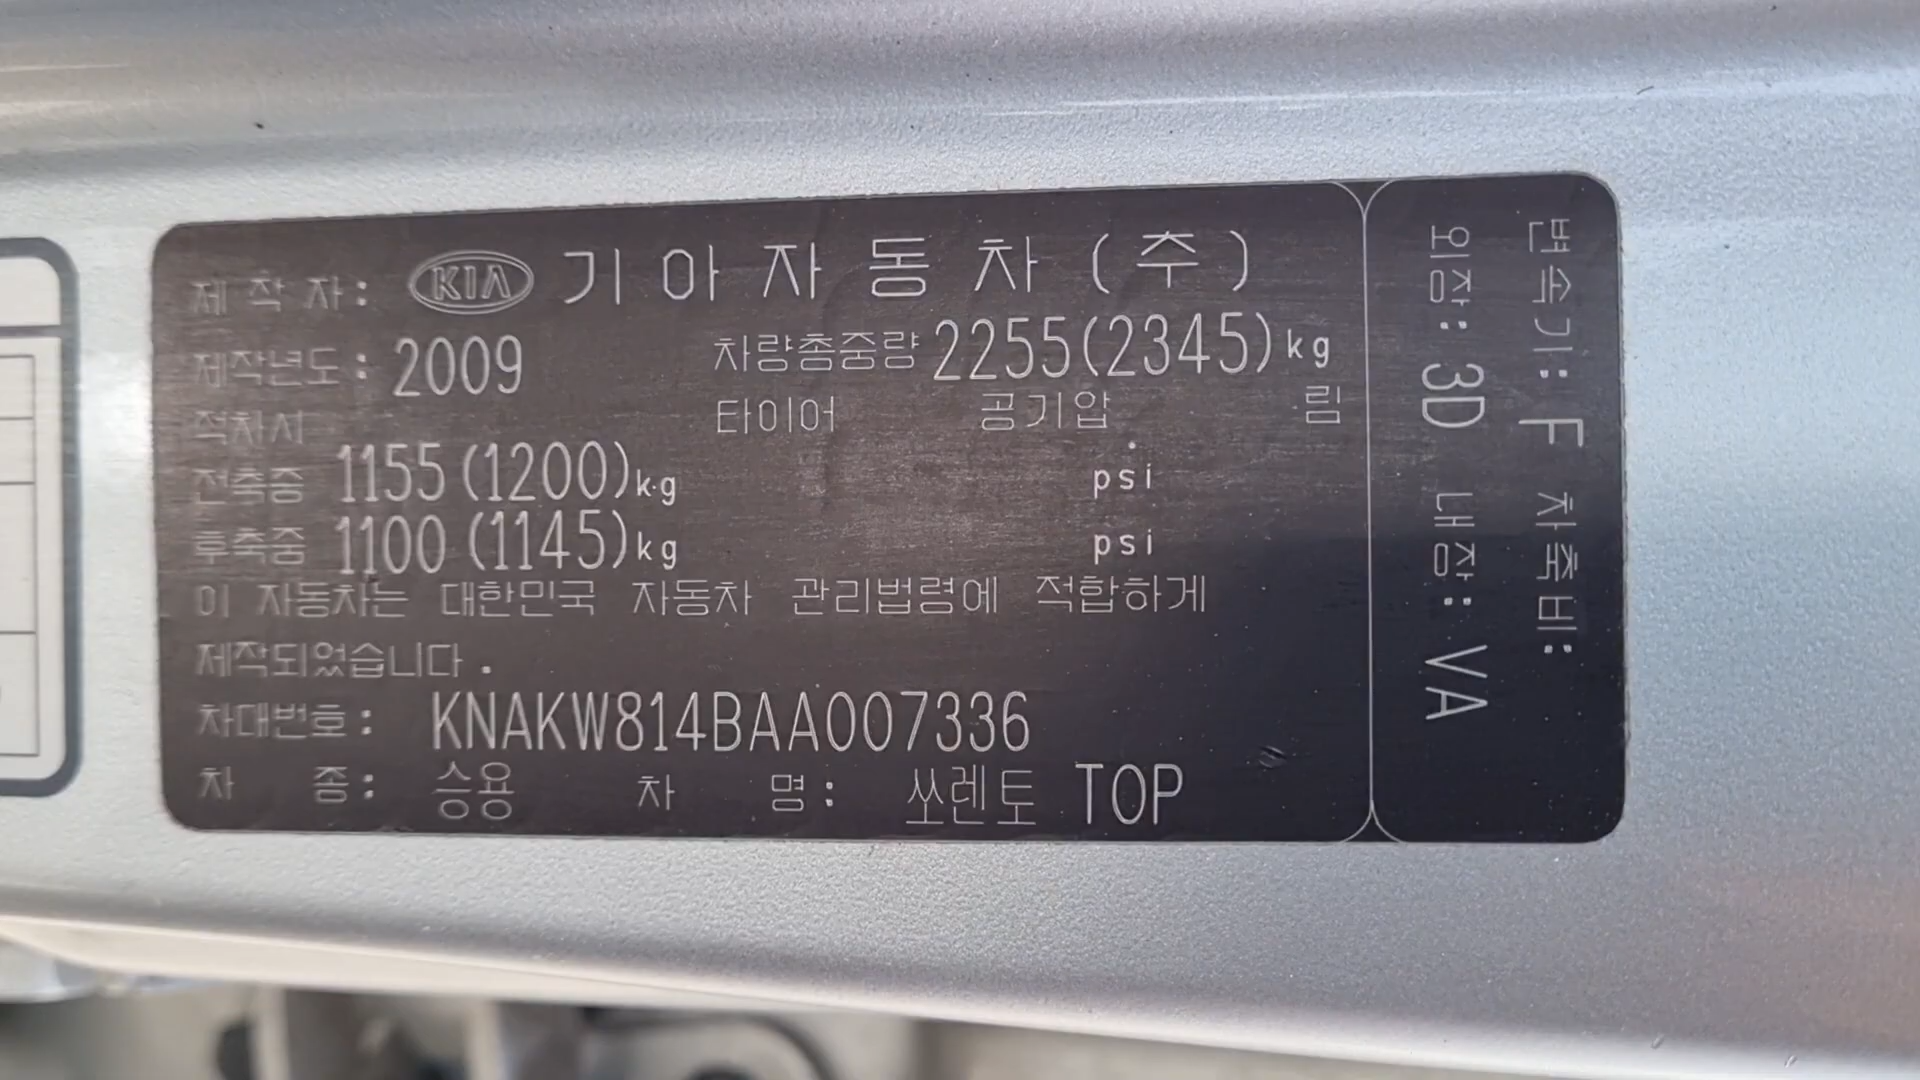 제 작 자: KIA 기아자동차(주)
제작년도: 2009 차량총중량 2255(2345)kg
적차시 타이어 공기압 림
전축중 1155(1200)kg psi
후축중 1100(1145)kg psi
이 자동차는 대한민국 자동차 관리법령에 적합하게
제작되었습니다.
차대번호: KNAKW814BAA007336
차 종: 승용 차 명: 쏘렌토 TOP
변속기: F 차축비:
외장: 3D 내장: VA